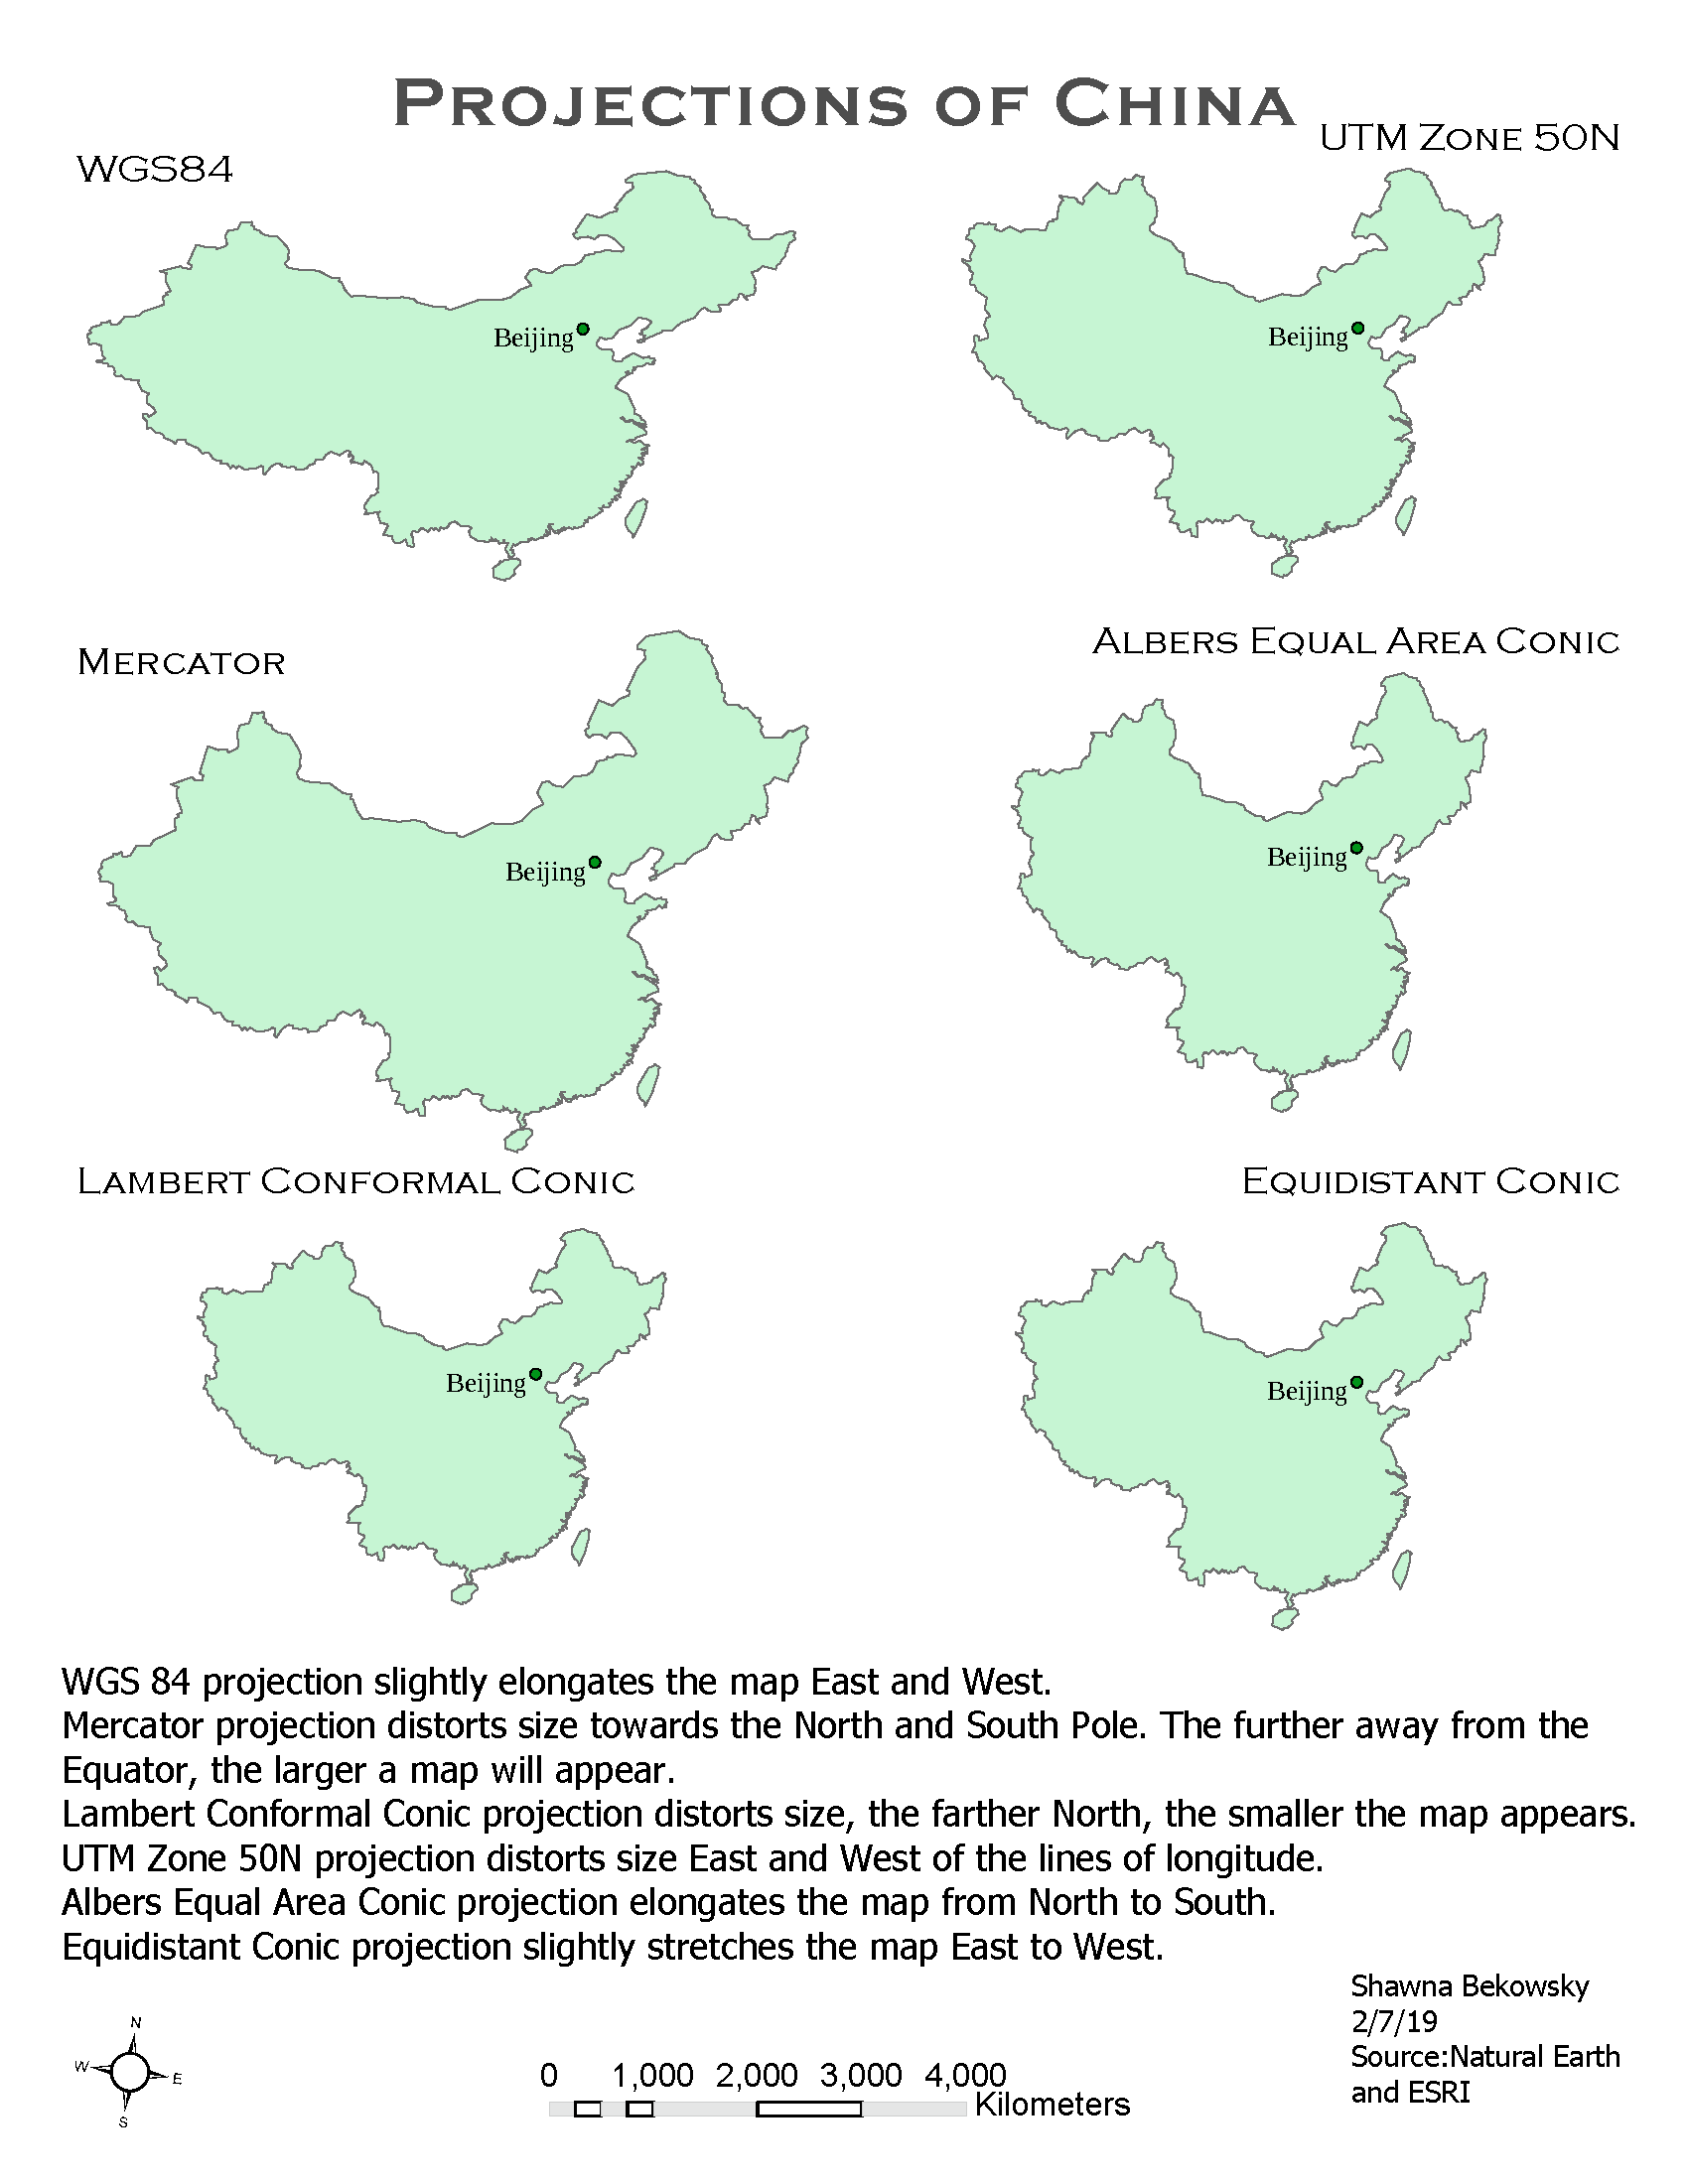 PROJECTIONS OF CHINA
WGS84
UTM ZONE 50N
Beijing
Beijing
MERCATOR
ALBERS EQUAL AREA CONIC
Beijing
Beijing
LAMBERT CONFORMAL CONIC
EQUIDISTANT CONIC
Beijing
Beijing
WGS 84 projection slightly elongates the map East and West.
Mercator projection distorts size towards the North and South Pole. The further away from the
Equator, the larger a map will appear.
Lambert Conformal Conic projection distorts size, the farther North, the smaller the map appears.
UTM Zone 50N projection distorts size East and West of the lines of longitude.
Albers Equal Area Conic projection elongates the map from North to South.
Equidistant Conic projection slightly stretches the map East to West.
Shawna Bekowsky
2/7/19
Source:Natural Earth
and ESRI
N
W
E
S
0 1,000 2,000 3,000 4,000
Kilometers